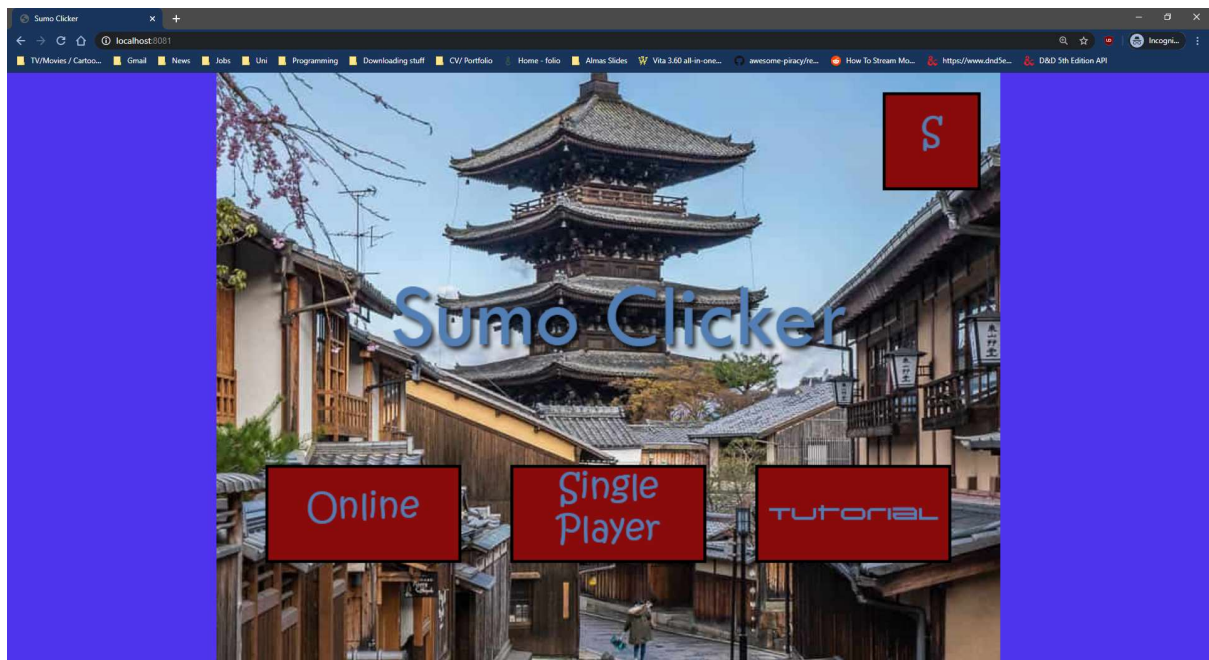 Sumo Clicker
localhost:8081
Incogni...
TV/Movies / Cartoo...
Gmail
News
Jobs
Uni
Programming
Downloading stuff
CV/ Portfolio
Home - folio
Almas Slides
Vita 3.60 all-in-one...
awesome-piracy/re...
How To Stream Mo...
https://www.dnd5e...
D&D 5th Edition API
S
Sumo Clicker
Online
Single
Player
Tutorial